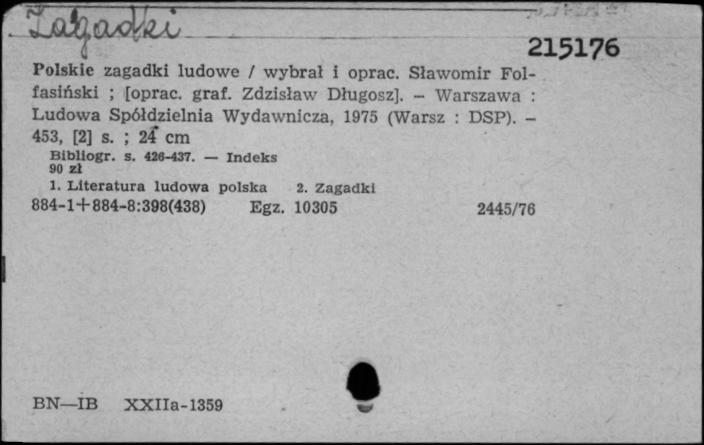 Zagadki
215176
Polskie zagadki ludowe / wybrał i oprac. Sławomir Fol-
fasiński ; [oprac. graf. Zdzisław Długosz]. – Warszawa :
Ludowa Spółdzielnia Wydawnicza, 1975 (Warsz : DSP). –
453, [2] s. ; 24 cm
Bibliogr. s. 426-437. — Indeks
90 zł
1. Literatura ludowa polska 2. Zagadki
884-1+884-8:398(438) Egz. 10305 2445/76
BN—IB XXIIa-1359